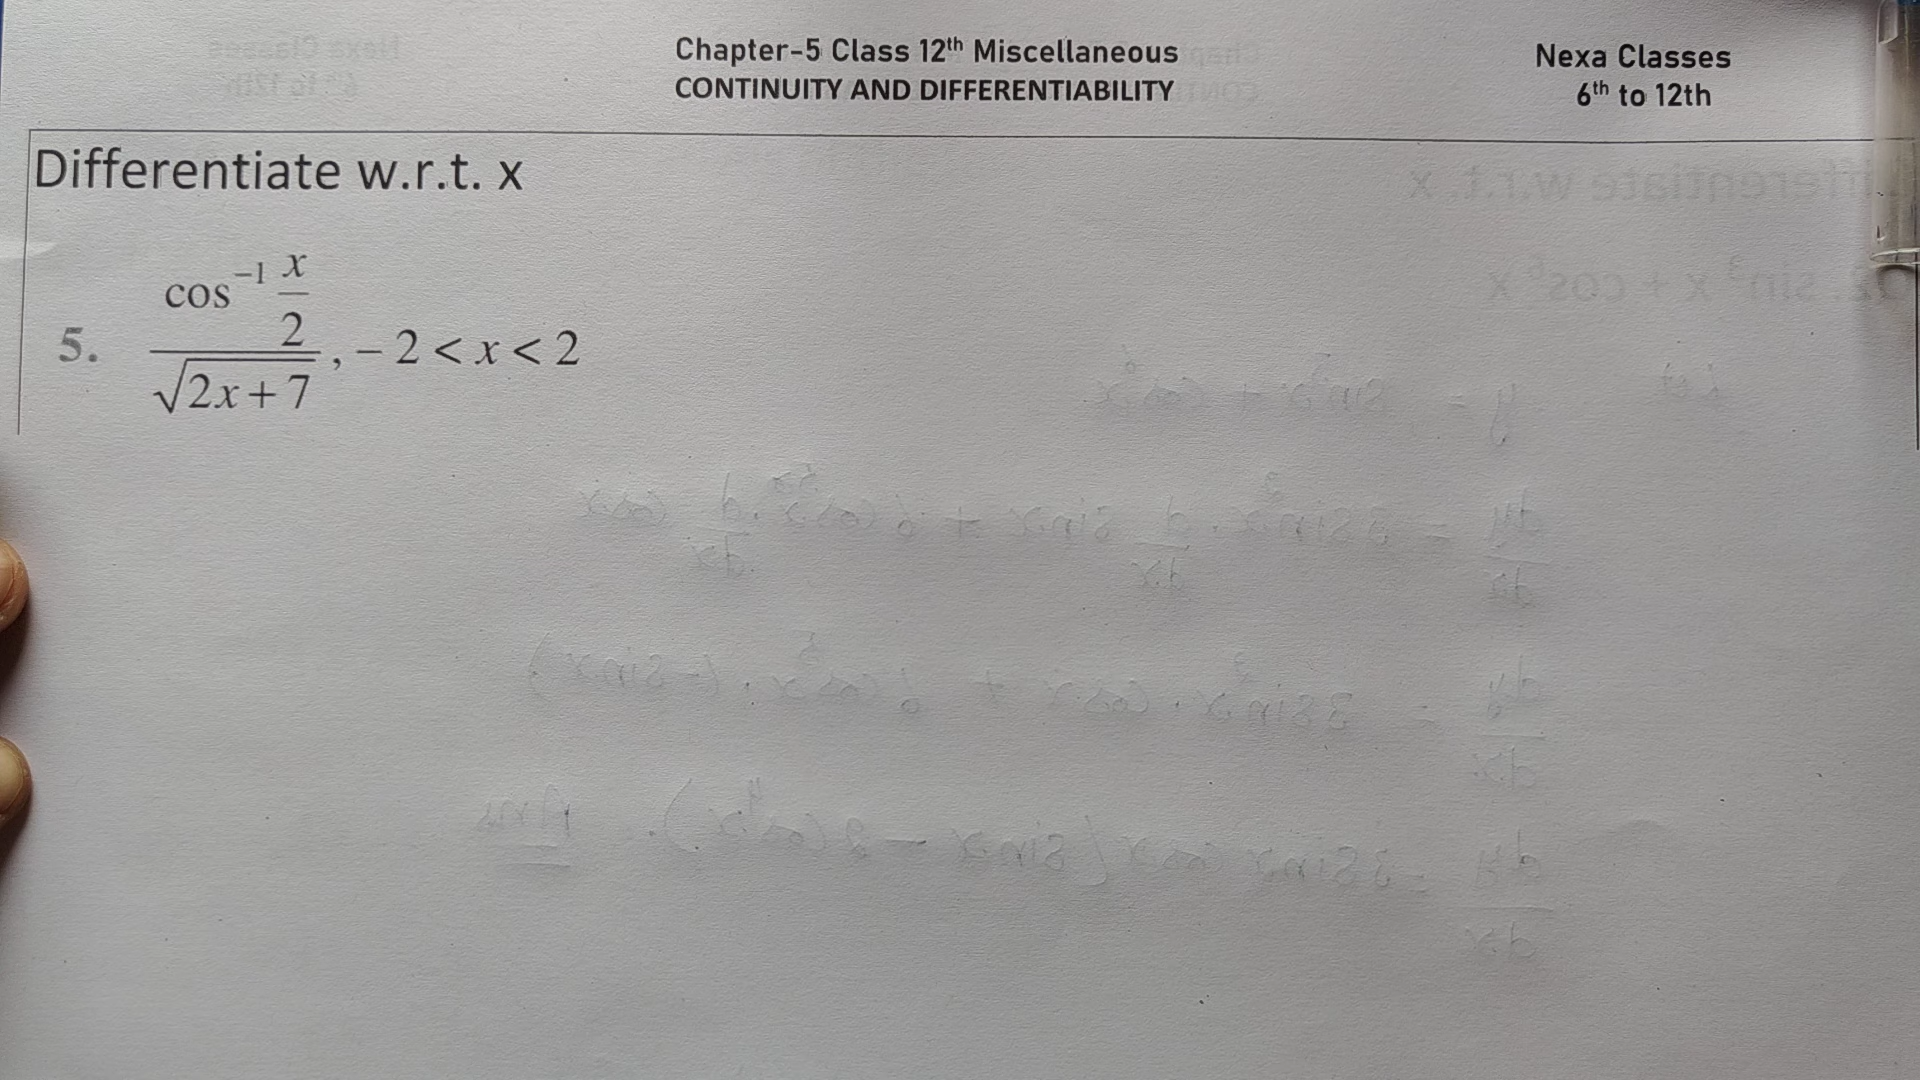 Chapter-5 Class 12th Miscellaneous
CONTINUITY AND DIFFERENTIABILITY
Nexa Classes
6th to 12th
Differentiate w.r.t. x
5. cos⁻¹ x/2 / √2x+7 , – 2 < x < 2